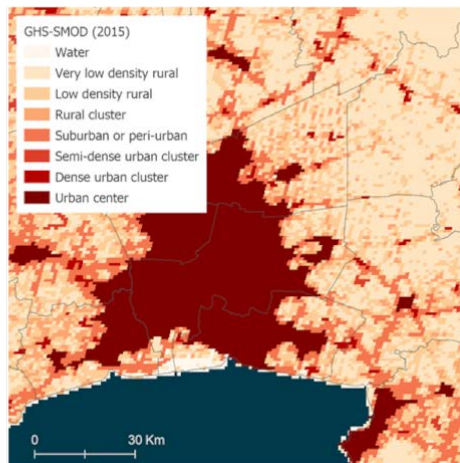 GHS-SMOD (2015)
Water
Very low density rural
Low density rural
Rural cluster
Suburban or peri-urban
Semi-dense urban cluster
Dense urban cluster
Urban center
0 30 Km